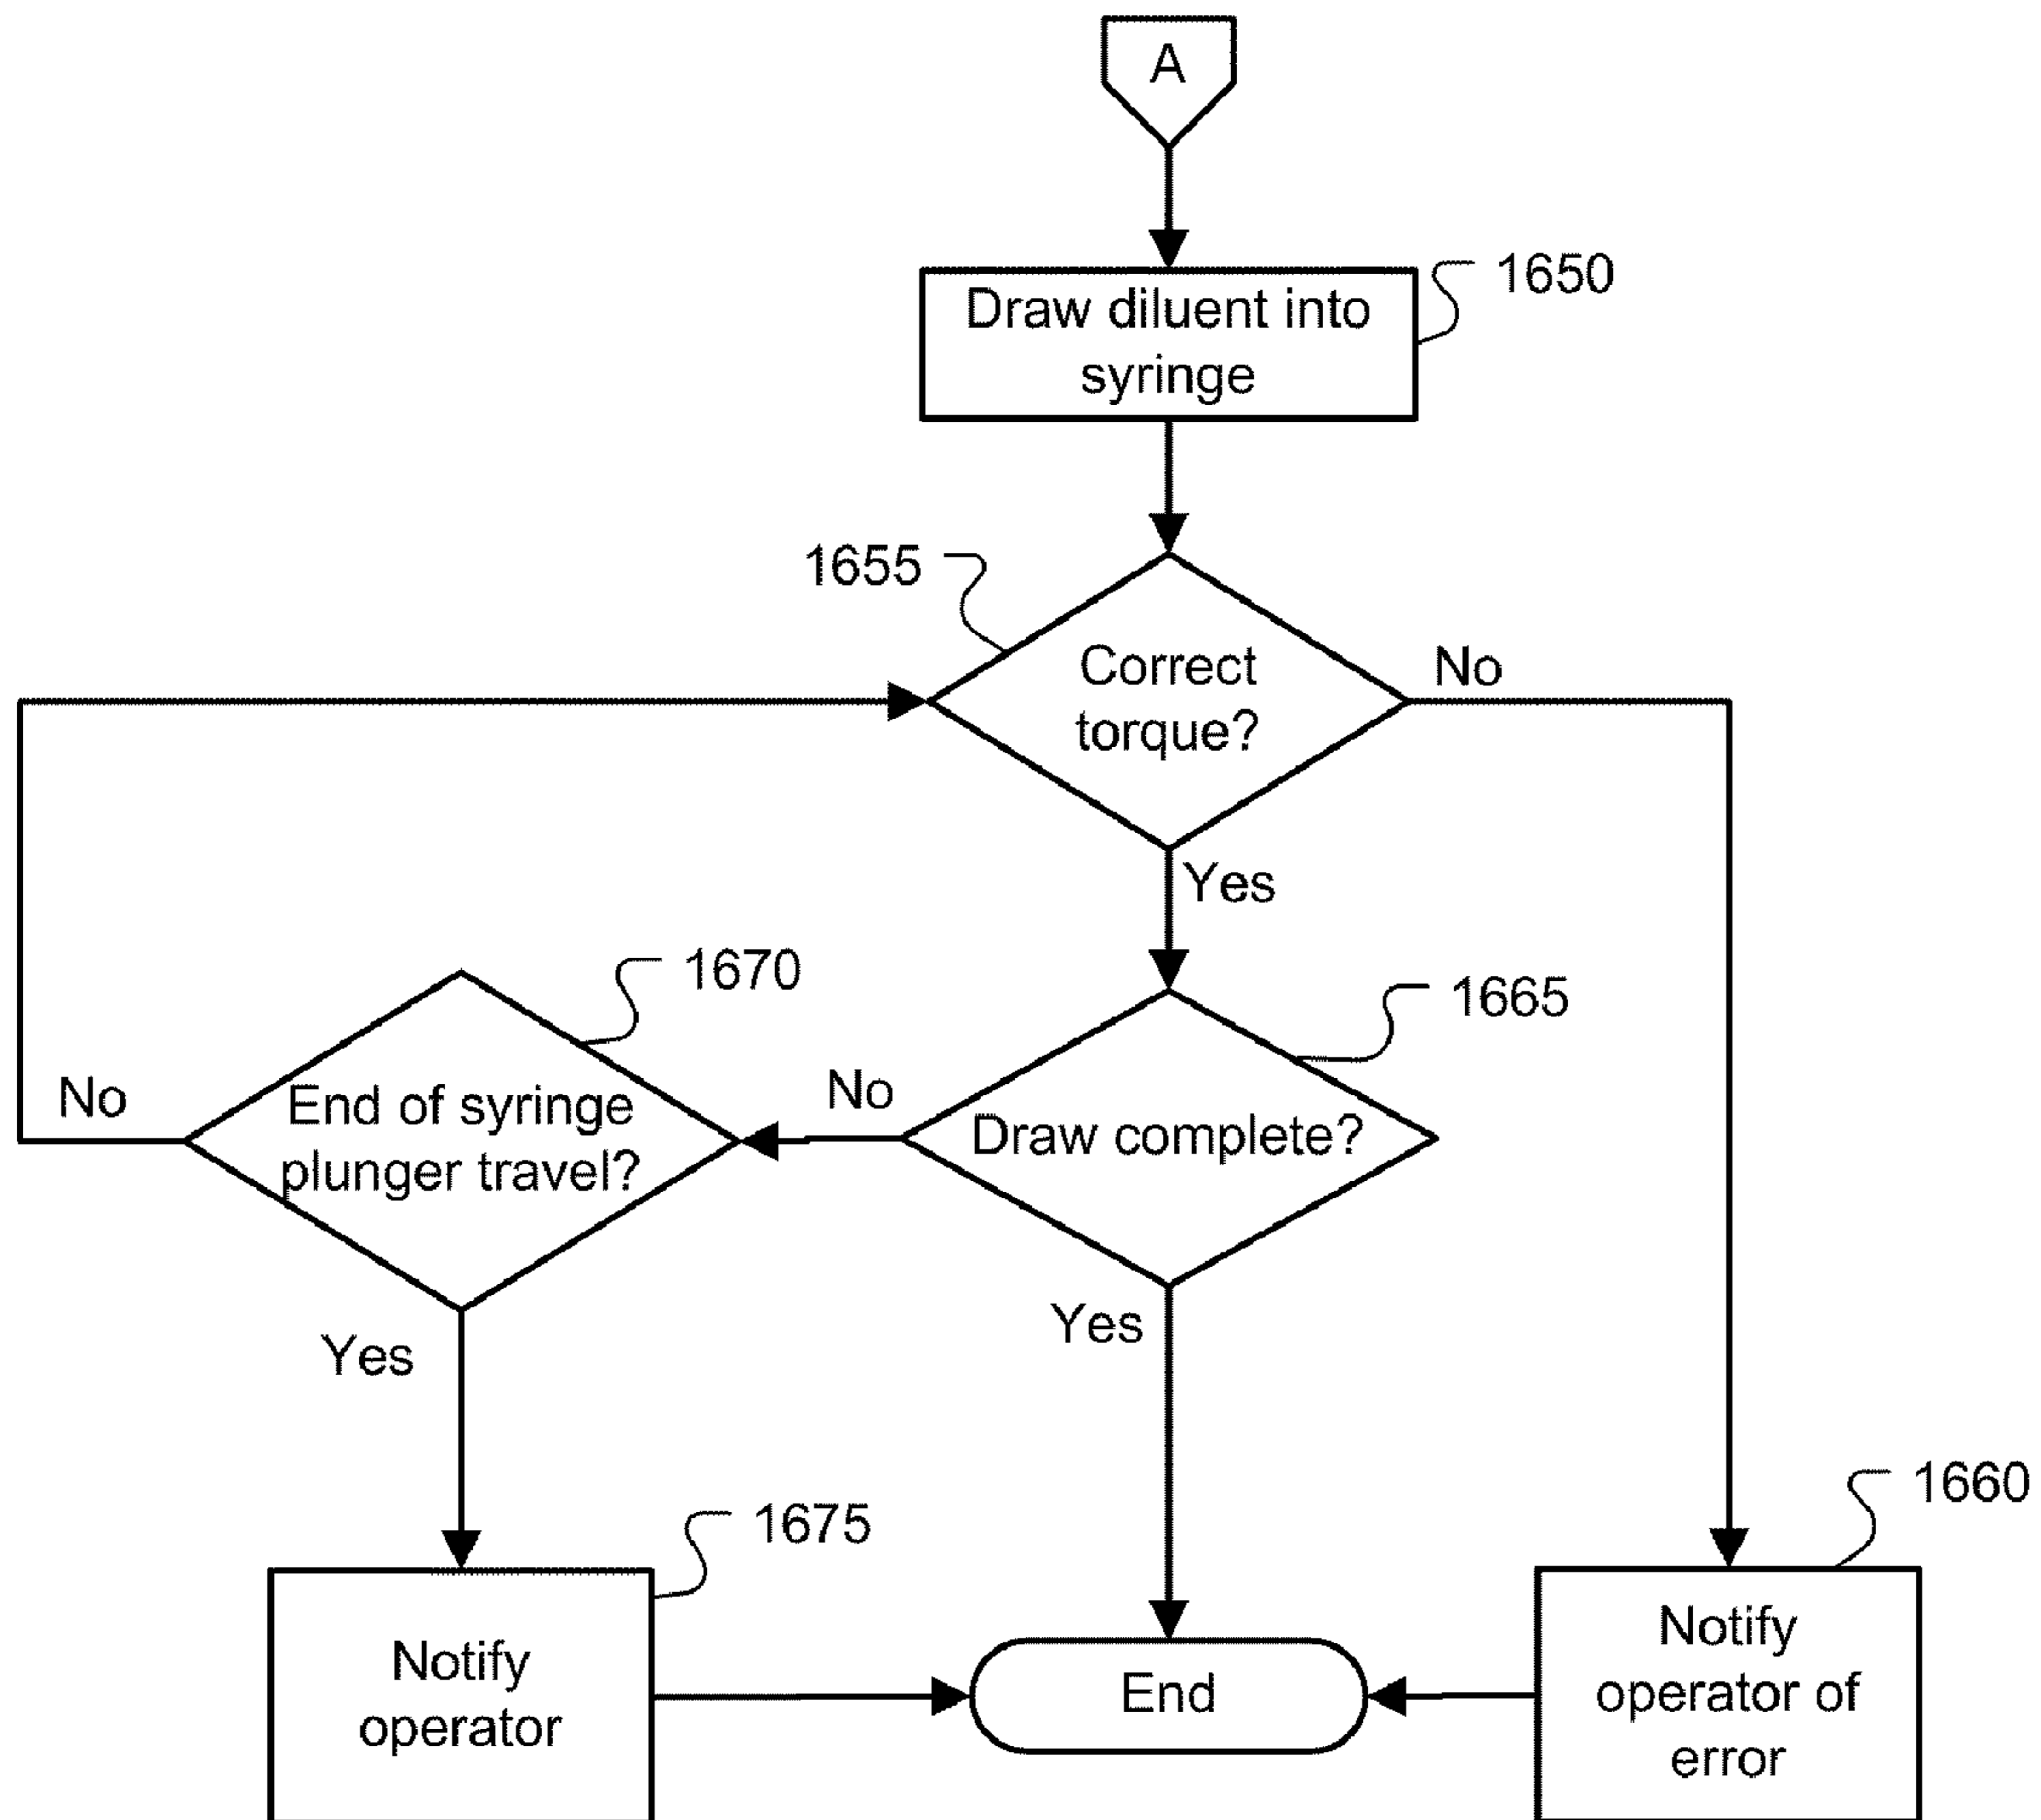 A
Draw diluent into
syringe
1650
1655
Correct
torque?
No
Yes
1670
1665
No
End of syringe
plunger travel?
No
Draw complete?
Yes
Yes
1675
1660
Notify
operator
End
Notify
operator of
error